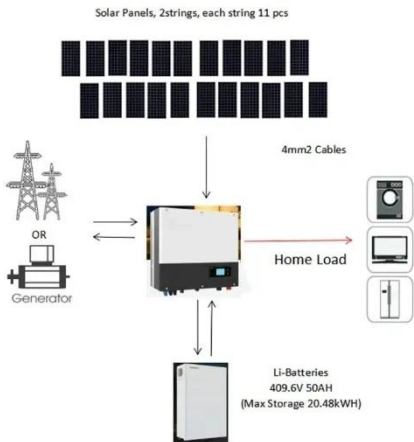 Solar Panels, 2strings, each string 11 pcs
4mm2 Cables
OR
Generator
Home Load
Li-Batteries
409.6V 50AH
(Max Storage 20.48kWH)